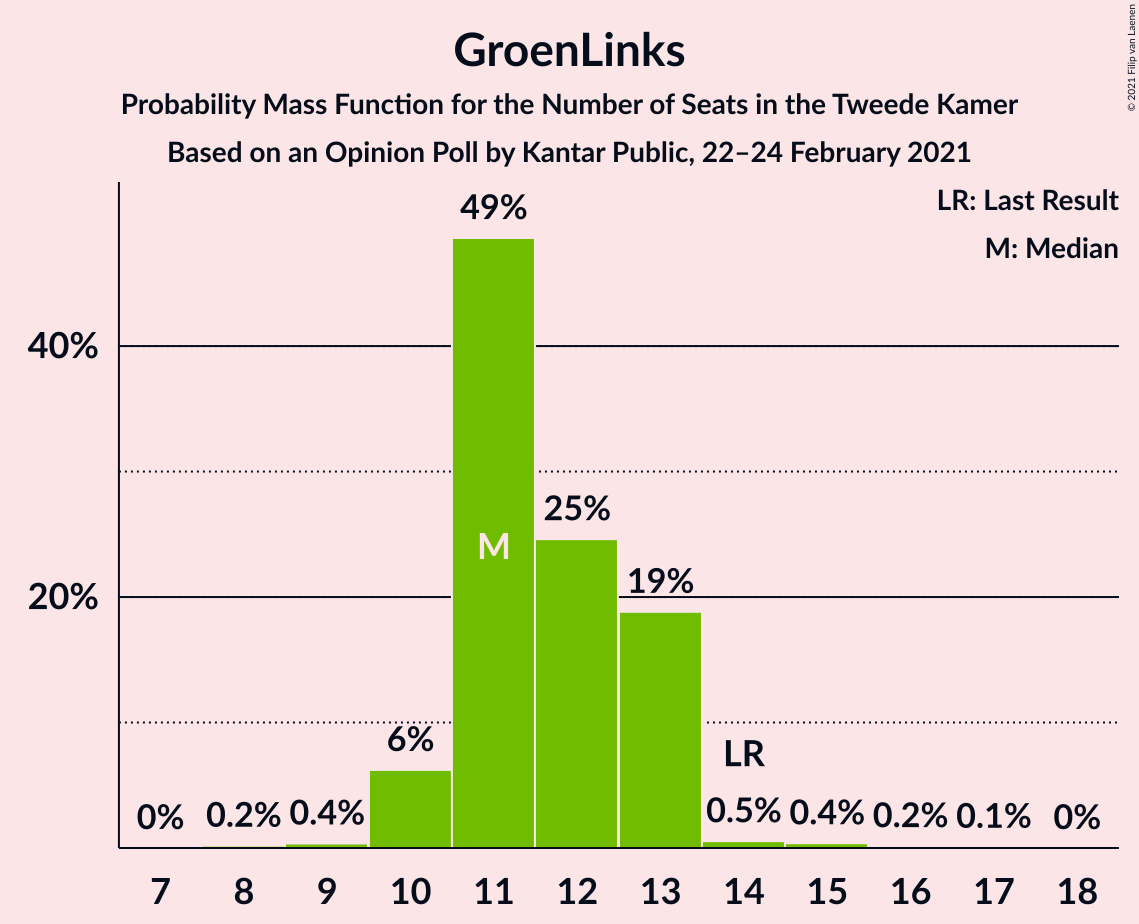 GroenLinks
Probability Mass Function for the Number of Seats in the Tweede Kamer
Based on an Opinion Poll by Kantar Public, 22–24 February 2021
© 2021 Filip van Laenen
LR: Last Result
M: Median
40%
20%
0%
0.2%
0.4%
6%
49%
M
25%
19%
LR
0.5%
0.4%
0.2%
0.1%
0%
7 8 9 10 11 12 13 14 15 16 17 18